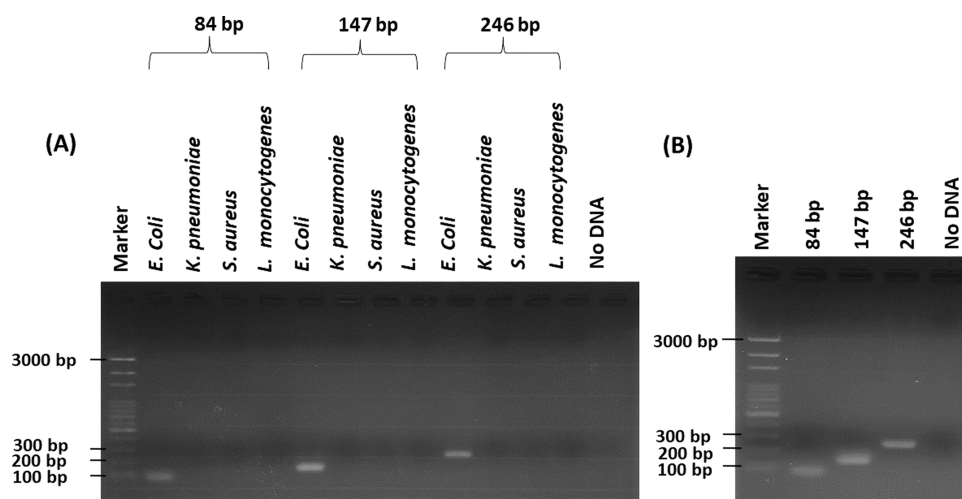 84 bp
147 bp
246 bp
(A)
Marker
E. Coli
K. pneumoniae
S. aureus
L. monocytogenes
E. Coli
K. pneumoniae
S. aureus
L. monocytogenes
E. Coli
K. pneumoniae
S. aureus
L. monocytogenes
No DNA
3000 bp
300 bp
200 bp
100 bp
(B)
Marker
84 bp
147 bp
246 bp
No DNA
3000 bp
300 bp
200 bp
100 bp